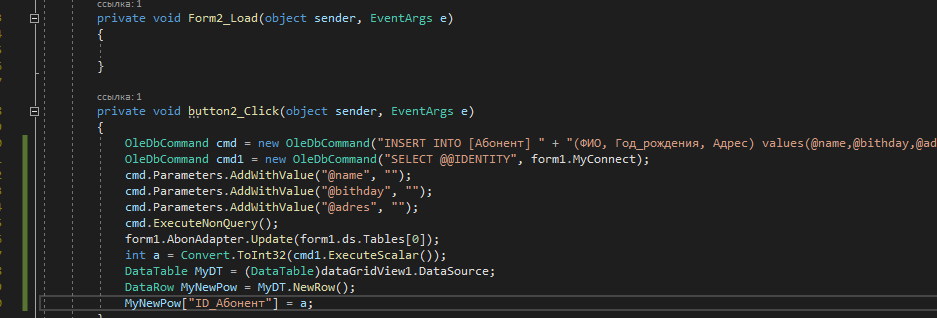 ссылка: 1
private void Form2_Load(object sender, EventArgs e)
{
}
ссылка: 1
private void button2_Click(object sender, EventArgs e)
{
OleDbCommand cmd = new OleDbCommand("INSERT INTO [Абонент] " + "(ФИО, Год_рождения, Адрес) values(@name,@bithday,@ad
OleDbCommand cmd1 = new OleDbCommand("SELECT @@IDENTITY", form1.MyConnect);
cmd.Parameters.AddWithValue("@name", "");
cmd.Parameters.AddWithValue("@bithday", "");
cmd.Parameters.AddWithValue("@adres", "");
cmd.ExecuteNonQuery();
form1.AbonAdapter.Update(form1.ds.Tables[0]);
int a = Convert.ToInt32(cmd1.ExecuteScalar());
DataTable MyDT = (DataTable)dataGridView1.DataSource;
DataRow MyNewPow = MyDT.NewRow();
MyNewPow["ID_Абонент"] = a;